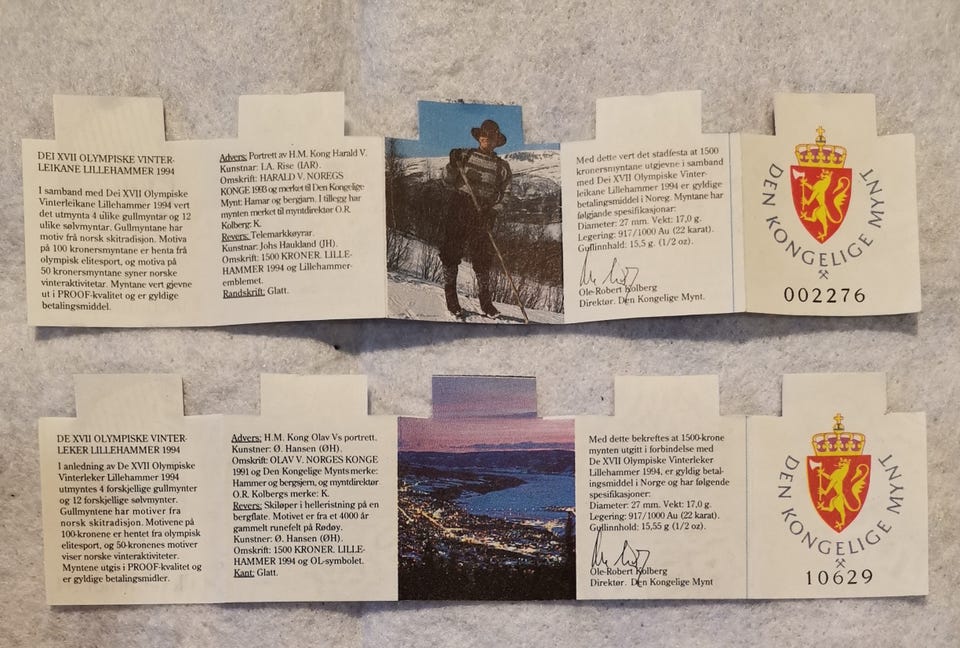 DEI XVII OLYMPISKE VINTER-
LEIKANE LILLEHAMMER 1994
I samband med Dei XVII Olympiske
Vinterleikane Lillehammer 1994 vert
det utmynta 4 ulike gullmyntar og 12
ulike sølvmyntar. Gullmyntane har
motiv frå norsk skitradisjon. Motiva
på 100 kronersmyntane er henta frå
olympisk elitesport, og motiva på
50 kronersmyntane syner norske
vinteraktivitetar. Myntane vert gjevne
ut i PROOF-kvalitet og er gyldige
betalingsmiddel.
Advers: Portrett av H.M. Kong Harald V.
Kunstnar: I.A. Rise (IAR).
Omskrift: HARALD V. NOREGS
KONGE 1993 og merket til Den Kongelige
Mynt: Hamar og bergjarn. I tillegg har
mynten merket til myntdirektør O.R.
Kolberg: K.
Revers: Telemarkkøyrar.
Kunstnar: Johs Haukland (JH).
Omskrift: 1500 KRONER. LILLE-
HAMMER 1994 og Lillehammer-
emblemet.
Randskrift: Glatt.
Med dette vert det stadfesta at 1500
kronersmyntane utgjevne i samband
med Dei XVII Olympiske Vinter-
leikane Lillehammer 1994 er gyldige
betalingsmiddel i Noreg. Myntane har
følgjande spesifikasjonar:
Diameter: 27 mm. Vekt: 17,0 g.
Legering: 917/1000 Au (22 karat).
Gullinnhald: 15,5 g. (1/2 oz).
Ole-Robert Kolberg
Direktør. Den Kongelige Mynt.
DEN KONGELIGE MYNT
002276
DE XVII OLYMPISKE VINTER-
LEKER LILLEHAMMER 1994
I anledning av De XVII Olympiske
Vinterleker Lillehammer 1994
utmyntes 4 forskjellige gullmynter
og 12 forskjellige sølvmynter.
Gullmyntene har motiver fra
norsk skitradisjon. Motivene på
100-kronene er hentet fra olympisk
elitesport, og 50-kronenes motiver
viser norske vinteraktiviteter.
Myntene utgis i PROOF-kvalitet og
er gyldige betalingsmidler.
Advers: H.M. Kong Olav Vs portrett.
Kunstner: Ø. Hansen (ØH).
Omskrift: OLAV V. NORGES KONGE
1991 og Den Kongelige Mynts merke:
Hammer og bergsjern, og myntdirektør
O.R. Kolbergs merke: K.
Revers: Skiløper i helleristning på en
bergflate. Motivet er fra et 4000 år
gammelt runefelt på Rødøy.
Kunstner: Ø. Hansen (ØH).
Omskrift: 1500 KRONER. LILLE-
HAMMER 1994 og OL-symbolet.
Kant: Glatt.
Med dette bekreftes at 1500-krone
mynten utgitt i forbindelse med
De XVII Olympiske Vinterleker
Lillehammer 1994, er gyldig betal-
ingsmiddel i Norge og har følgende
spesifikasjoner:
Diameter: 27 mm. Vekt: 17,0 g.
Legering: 917/1000 Au (22 karat).
Gullinnhold: 15,55 g (1/2 oz).
Ole-Robert Kolberg
Direktør. Den Kongelige Mynt
DEN KONGELIGE MYNT
10629